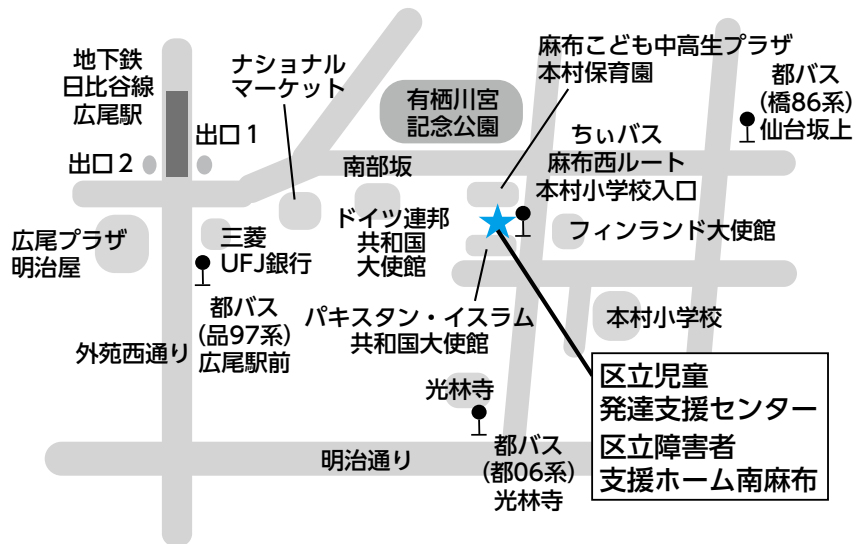 地下鉄
日比谷線
広尾駅
出口1
出口2
ナショナル
マーケット
有栖川宮
記念公園
麻布こども中高生プラザ
本村保育園
都バス
(橋86系)
仙台坂上
ちぃバス
麻布西ルート
本村小学校入口
南部坂
広尾プラザ
明治屋
三菱
UFJ銀行
ドイツ連邦
共和国
大使館
フィンランド大使館
都バス
(品97系)
広尾駅前
外苑西通り
パキスタン・イスラム
共和国大使館
本村小学校
光林寺
区立児童
発達支援センター
区立障害者
支援ホーム南麻布
明治通り
都バス
(都06系)
光林寺